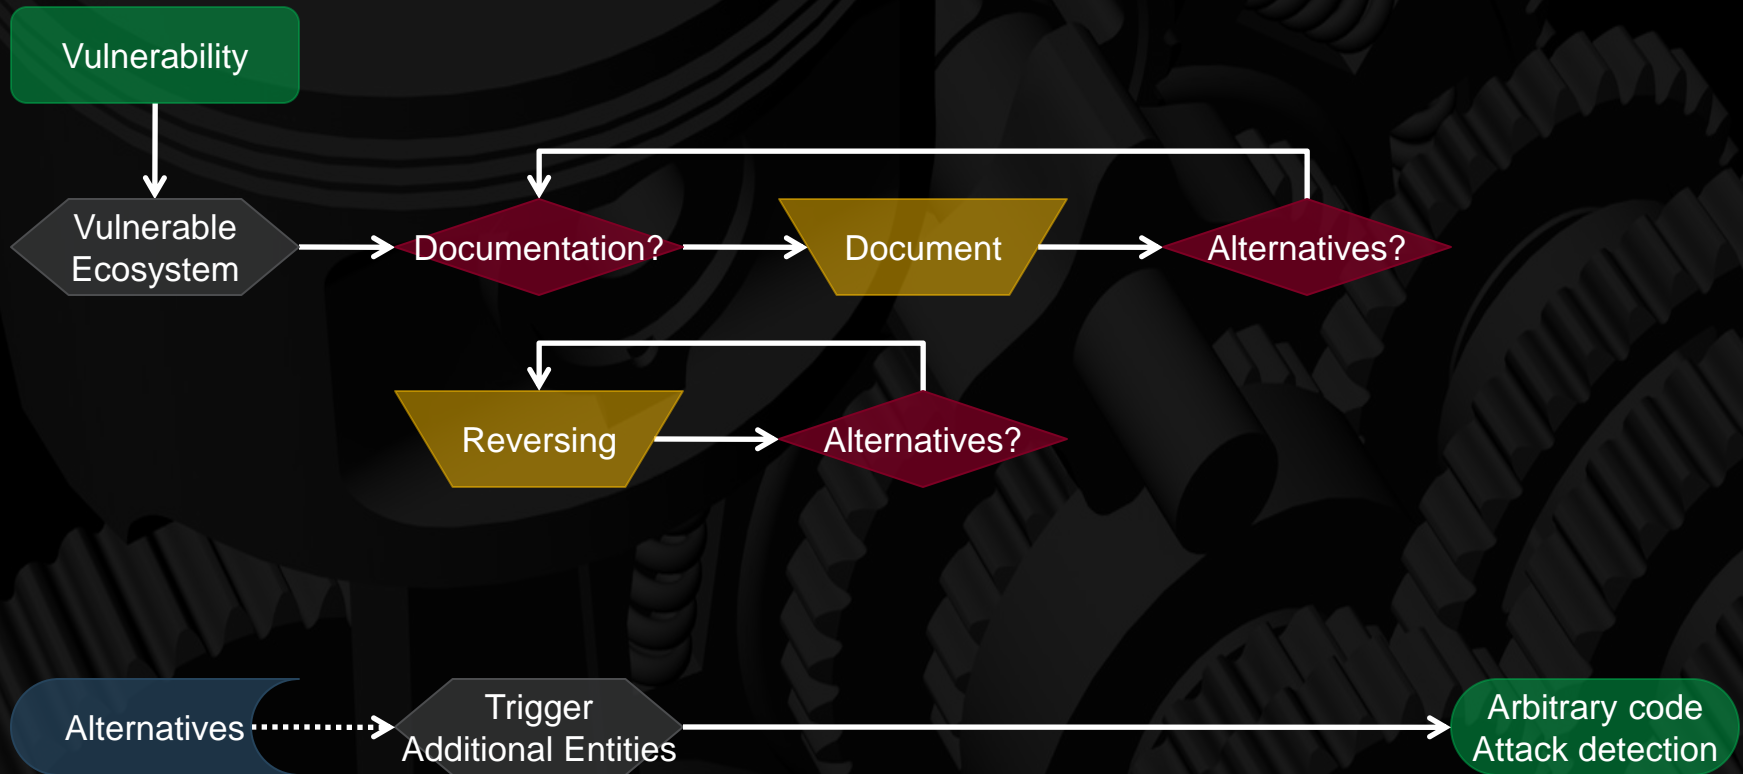 Vulnerability
Vulnerable
Ecosystem
Documentation?
Document
Alternatives?
Reversing
Alternatives?
Alternatives
Trigger
Additional Entities
Arbitrary code
Attack detection